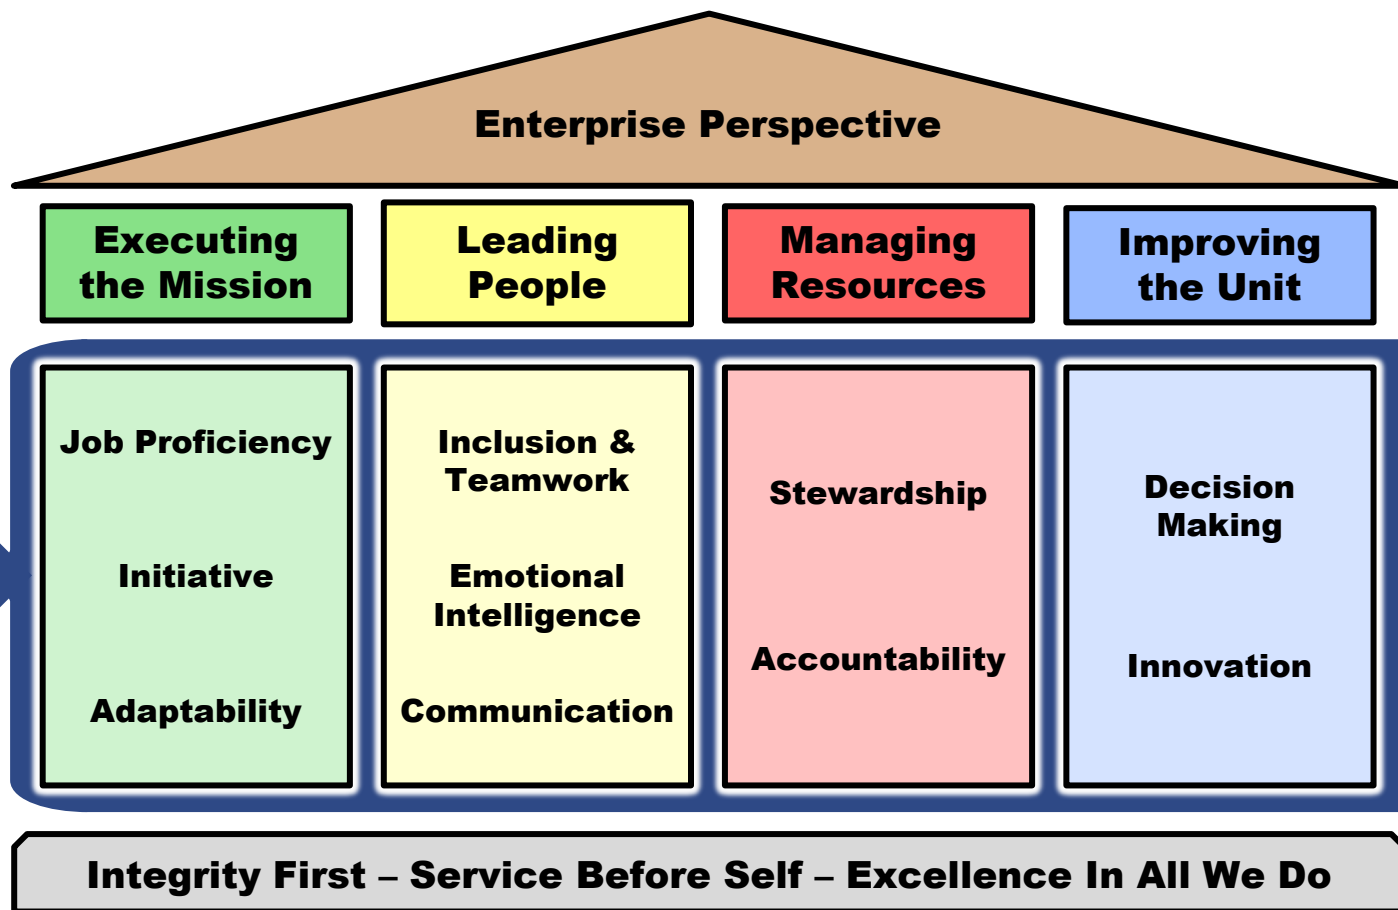 Enterprise Perspective
Executing
the Mission
Leading
People
Managing
Resources
Improving
the Unit
Job Proficiency
Initiative
Adaptability
Inclusion &
Teamwork
Emotional
Intelligence
Communication
Stewardship
Accountability
Decision
Making
Innovation
Integrity First – Service Before Self – Excellence In All We Do